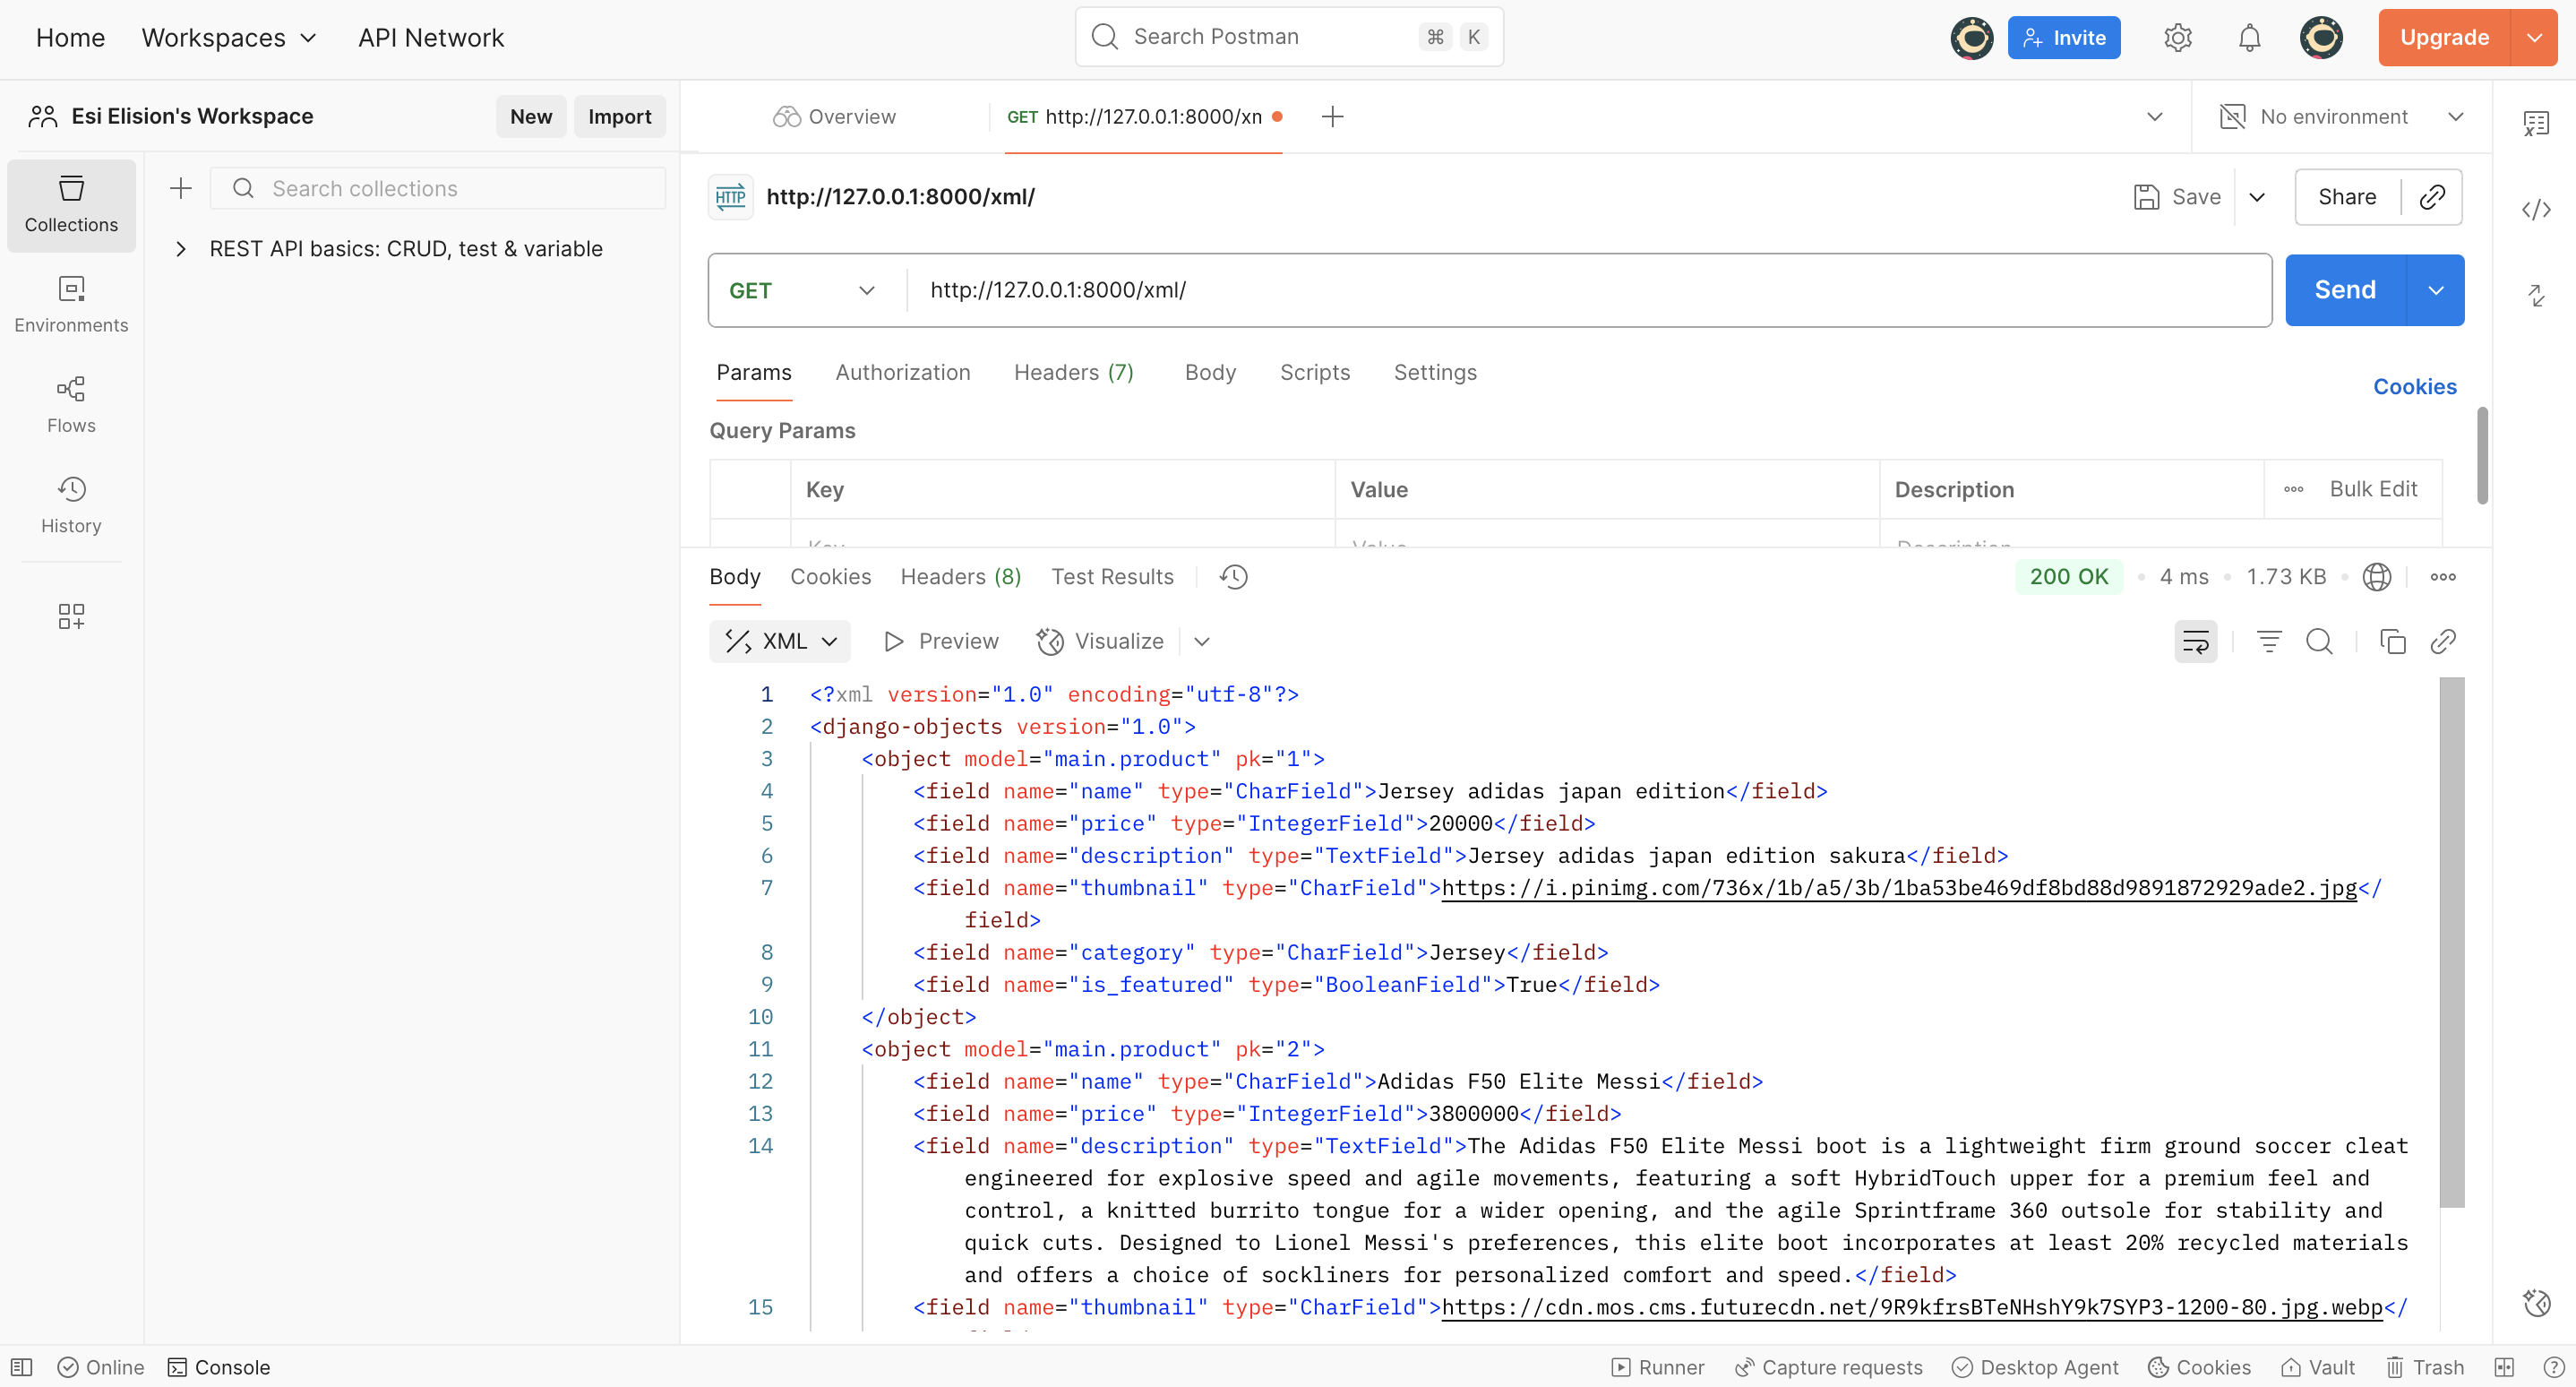 Home Workspaces API Network Search Postman ⌘ K Invite Upgrade
Esi Elision's Workspace New Import Overview GET http://127.0.0.1:8000/xn No environment
Collections
Environments
Flows
History
Search collections
REST API basics: CRUD, test & variable
HTTP http://127.0.0.1:8000/xml/ Save Share
GET http://127.0.0.1:8000/xml/ Send
Params Authorization Headers (7) Body Scripts Settings Cookies
Query Params
Key Value Description Bulk Edit
Key Value Description
Body Cookies Headers (8) Test Results 200 OK 4 ms 1.73 KB
XML Preview Visualize
1 <?xml version="1.0" encoding="utf-8"?>
2 <django-objects version="1.0">
3 <object model="main.product" pk="1">
4 <field name="name" type="CharField">Jersey adidas japan edition</field>
5 <field name="price" type="IntegerField">20000</field>
6 <field name="description" type="TextField">Jersey adidas japan edition sakura</field>
7 <field name="thumbnail" type="CharField">https://i.pinimg.com/736x/1b/a5/3b/1ba53be469df8bd88d9891872929ade2.jpg</
field>
8 <field name="category" type="CharField">Jersey</field>
9 <field name="is_featured" type="BooleanField">True</field>
10 </object>
11 <object model="main.product" pk="2">
12 <field name="name" type="CharField">Adidas F50 Elite Messi</field>
13 <field name="price" type="IntegerField">3800000</field>
14 <field name="description" type="TextField">The Adidas F50 Elite Messi boot is a lightweight firm ground soccer cleat
engineered for explosive speed and agile movements, featuring a soft HybridTouch upper for a premium feel and
control, a knitted burrito tongue for a wider opening, and the agile Sprintframe 360 outsole for stability and
quick cuts. Designed to Lionel Messi's preferences, this elite boot incorporates at least 20% recycled materials
and offers a choice of sockliners for personalized comfort and speed.</field>
15 <field name="thumbnail" type="CharField">https://cdn.mos.cms.futurecdn.net/9R9kfrsBTeNHshY9k7SYP3-1200-80.jpg.webp</
Online Console Runner Capture requests Desktop Agent Cookies Vault Trash